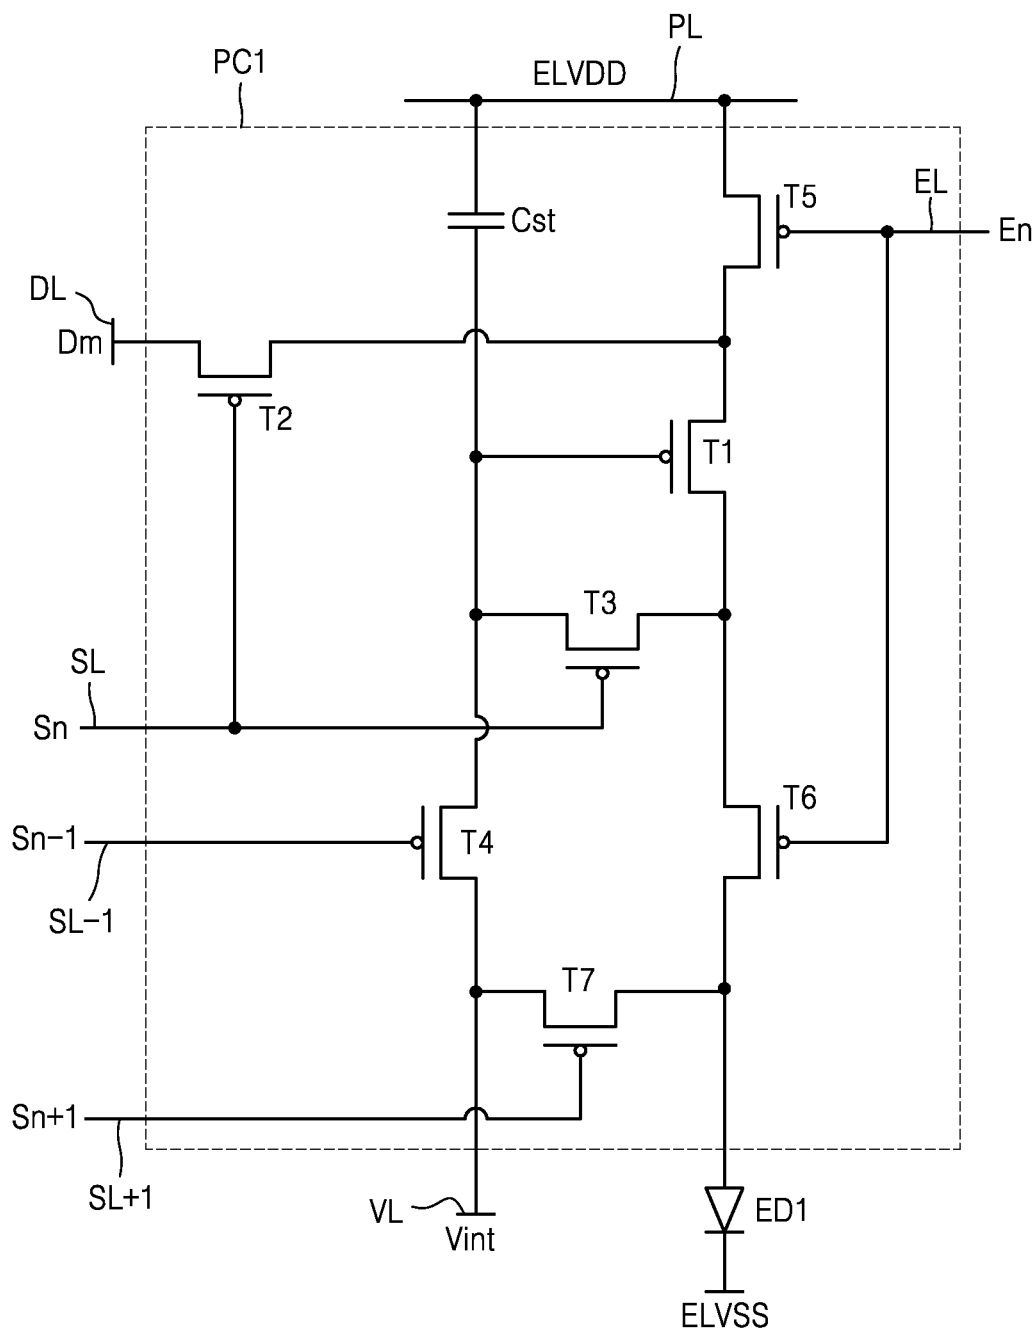 PL
PC1
ELVDD
T5
EL
En
Cst
DL
Dm
T2
T1
T3
SL
Sn
T6
Sn−1
T4
SL−1
T7
Sn+1
SL+1
VL
Vint
ED1
ELVSS